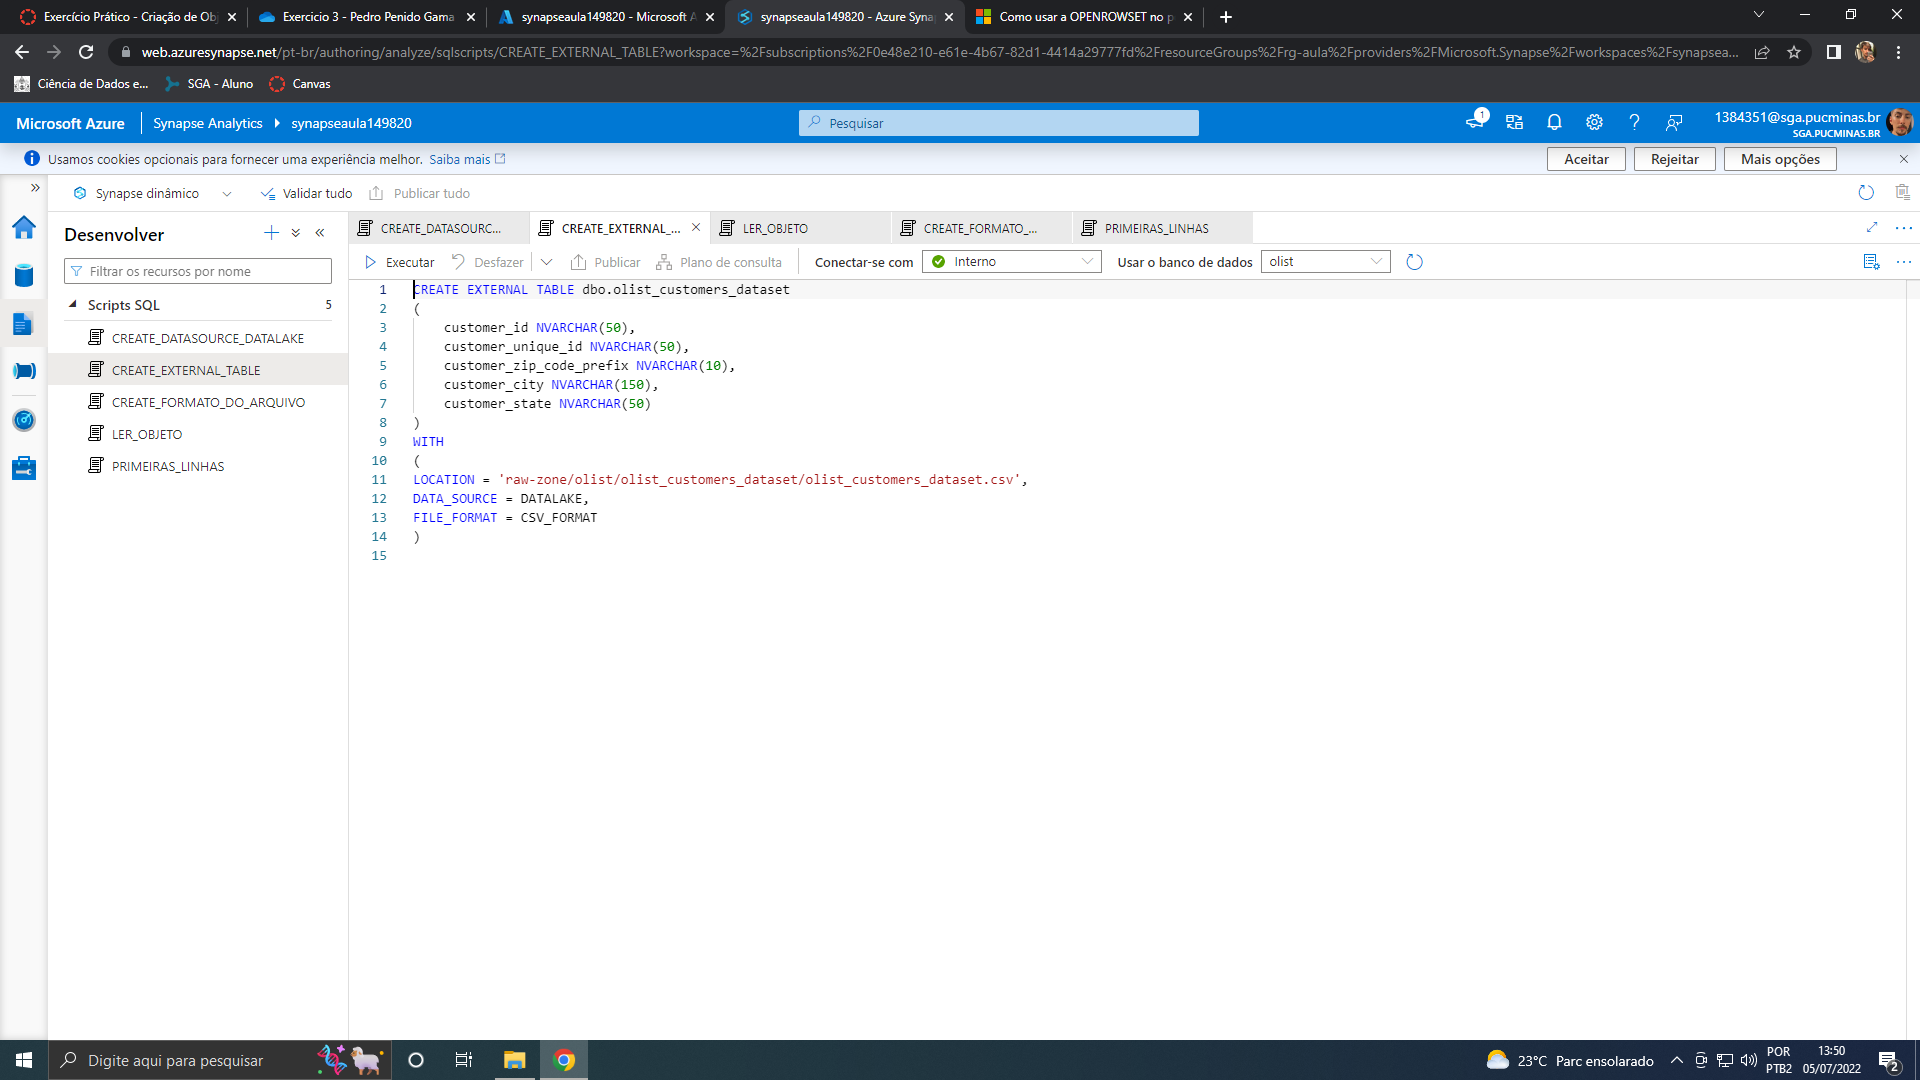 Exercício Prático - Criação de Obj
Exercicio 3 - Pedro Penido Gama
synapseaula149820 - Microsoft A
synapseaula149820 - Azure Syna
Como usar a OPENROWSET no p
web.azuresynapse.net/pt-br/authoring/analyze/sqlscripts/CREATE_EXTERNAL_TABLE?workspace=%2Fsubscriptions%2F0e48e210-e61e-4b67-82d1-4414a29777fd%2FresourceGroups%2Frg-aula%2Fproviders%2FMicrosoft.Synapse%2Fworkspaces%2Fsynapsea...
Ciência de Dados e...
SGA - Aluno
Canvas
Microsoft Azure
Synapse Analytics
synapseaula149820
Pesquisar
1
1384351@sga.pucminas.br
SGA.PUCMINAS.BR
Usamos cookies opcionais para fornecer uma experiência melhor. Saiba mais
Aceitar
Rejeitar
Mais opções
Synapse dinâmico
Validar tudo
Publicar tudo
Desenvolver
Filtrar os recursos por nome
Scripts SQL 5
CREATE_DATASOURCE_DATALAKE
CREATE_EXTERNAL_TABLE
CREATE_FORMATO_DO_ARQUIVO
LER_OBJETO
PRIMEIRAS_LINHAS
CREATE_DATASOURC...
CREATE_EXTERNAL_...
LER_OBJETO
CREATE_FORMATO_...
PRIMEIRAS_LINHAS
Executar
Desfazer
Publicar
Plano de consulta
Conectar-se com
Interno
Usar o banco de dados
olist
1 CREATE EXTERNAL TABLE dbo.olist_customers_dataset
2 (
3 customer_id NVARCHAR(50),
4 customer_unique_id NVARCHAR(50),
5 customer_zip_code_prefix NVARCHAR(10),
6 customer_city NVARCHAR(150),
7 customer_state NVARCHAR(50)
8 )
9 WITH
10 (
11 LOCATION = 'raw-zone/olist/olist_customers_dataset/olist_customers_dataset.csv',
12 DATA_SOURCE = DATALAKE,
13 FILE_FORMAT = CSV_FORMAT
14 )
15
Digite aqui para pesquisar
23°C Parc ensolarado
POR
PTB2
13:50
05/07/2022
2